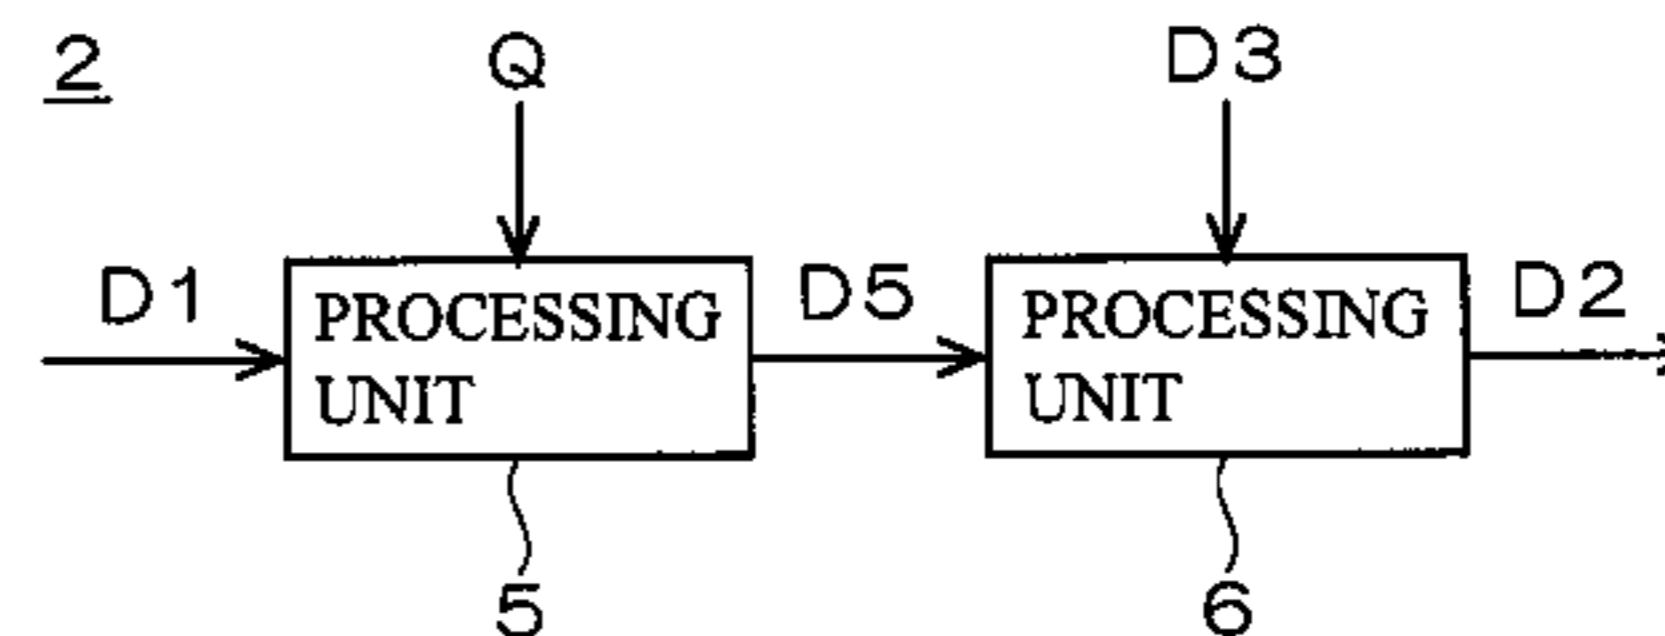 2
Q
D3
D1
PROCESSING
UNIT
D5
PROCESSING
UNIT
D2
5
6